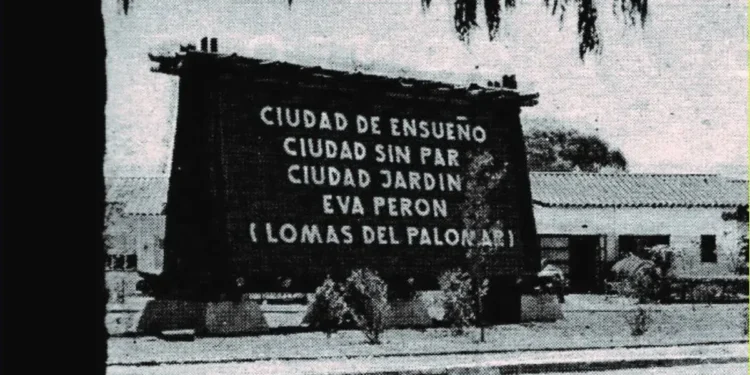 CIUDAD DE ENSUEÑO
CIUDAD SIN PAR
CIUDAD JARDIN
EVA PERON
(LOMAS DEL PALOMAR)